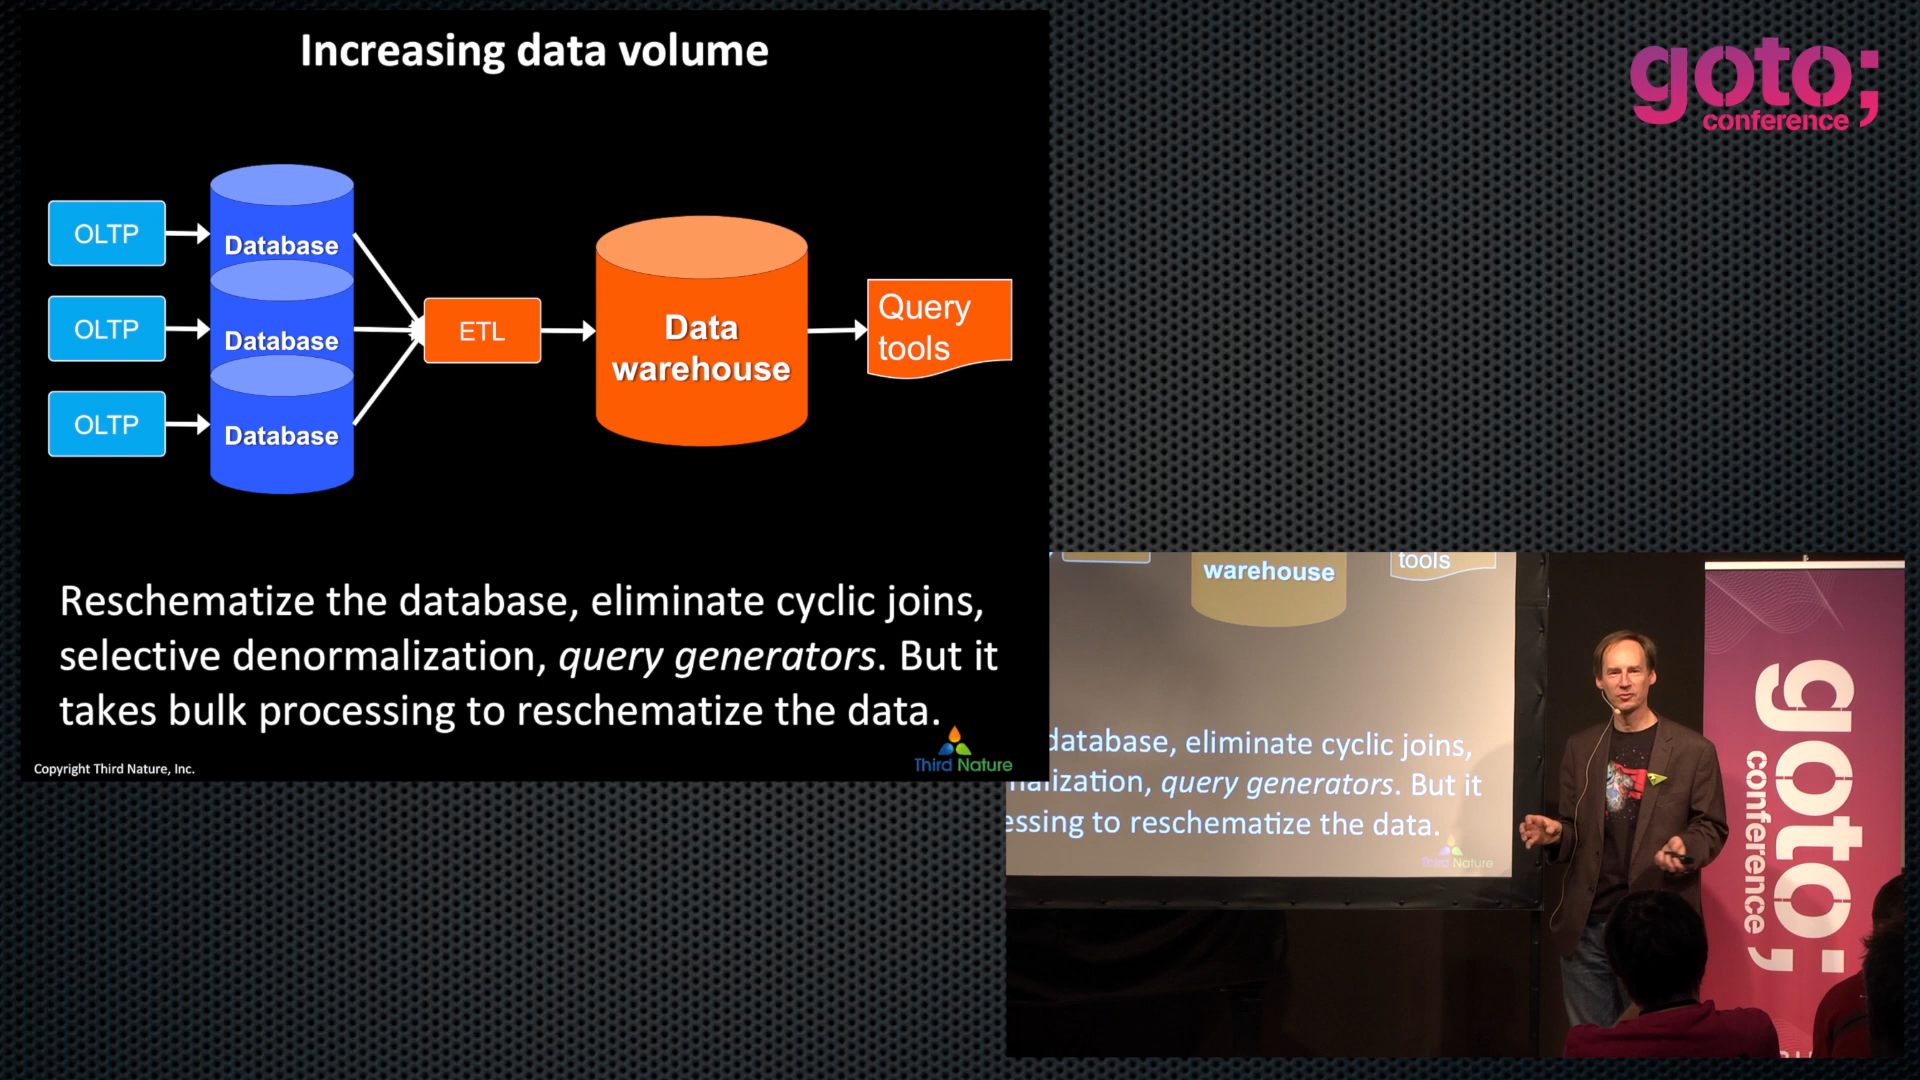 Increasing data volume
goto;
conference
OLTP
Database
OLTP
Database
OLTP
Database
ETL
Data
warehouse
Query
tools
Reschematize the database, eliminate cyclic joins,
selective denormalization, query generators. But it
takes bulk processing to reschematize the data.
Copyright Third Nature, Inc.
Third Nature
warehouse
tools
database, eliminate cyclic joins,
query generators. But it
to reschematize the data.
Third Nature
goto;
conference